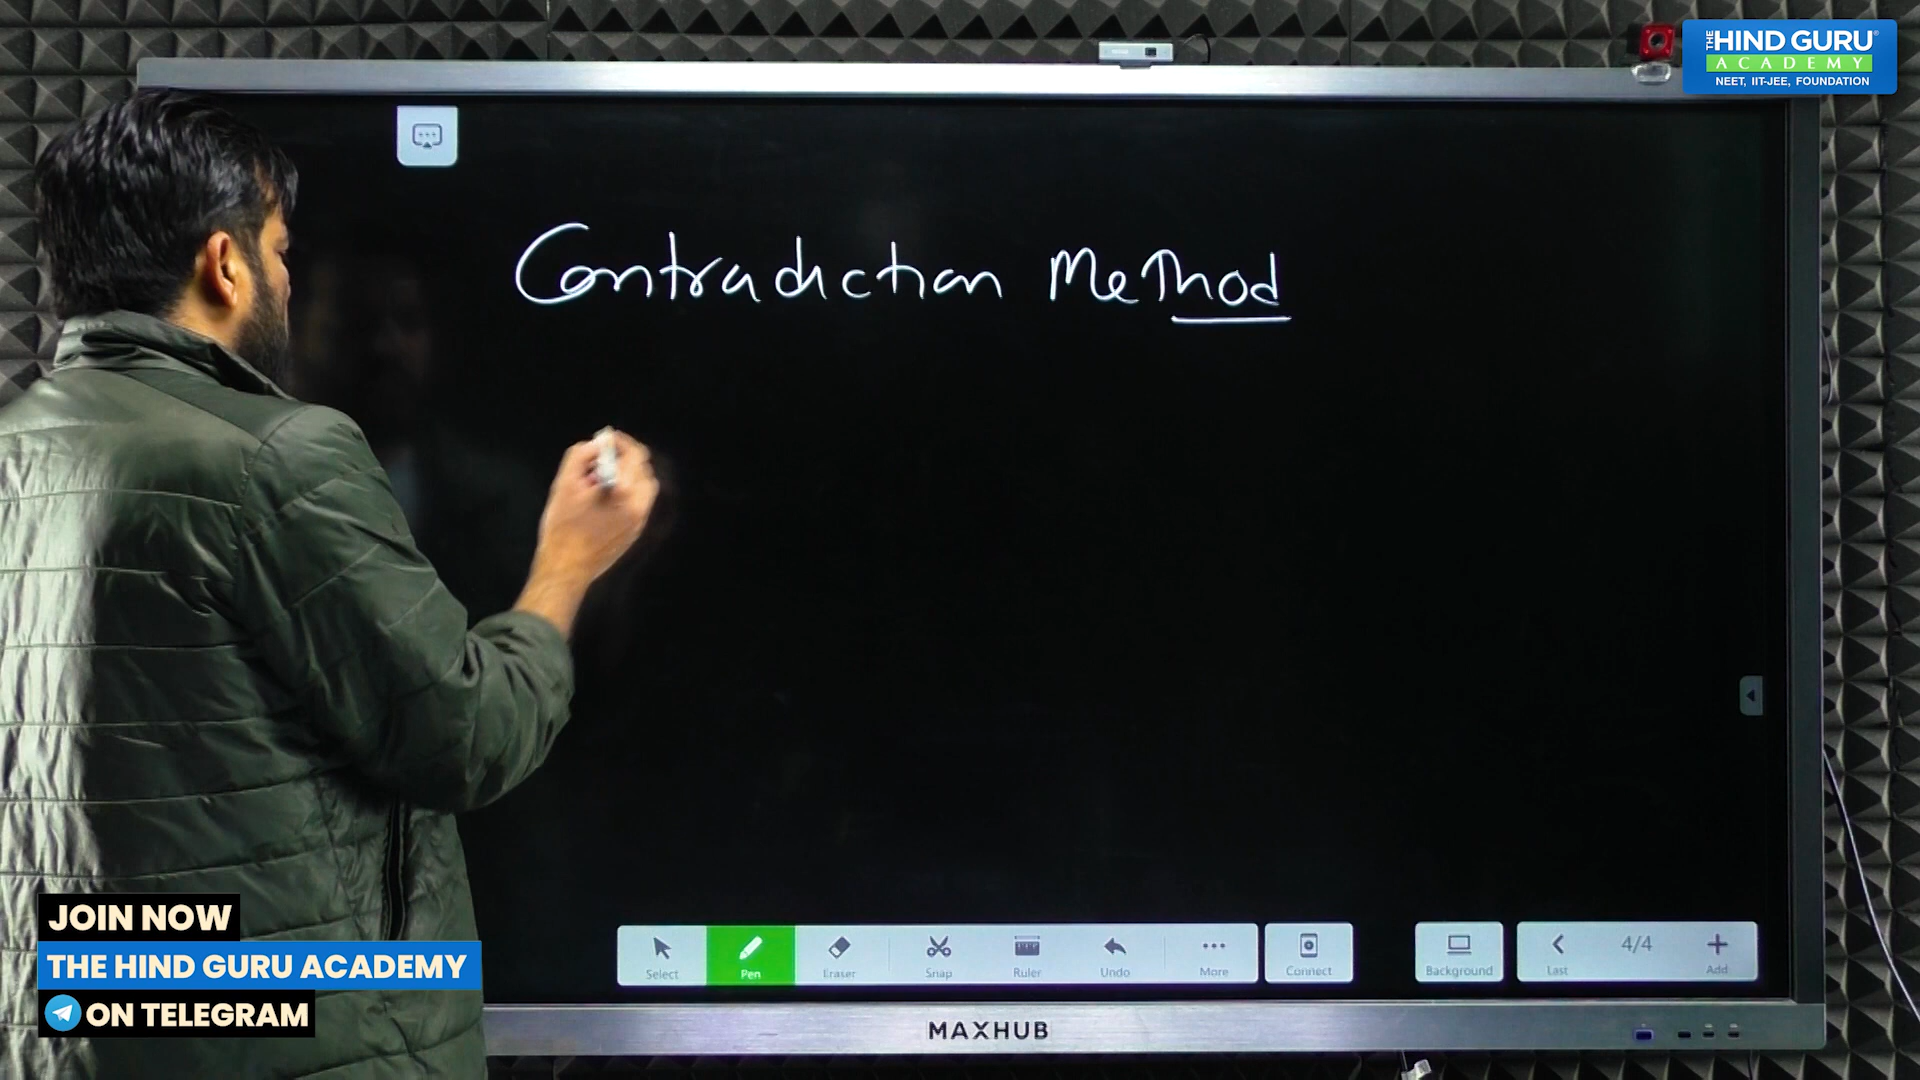 THE HIND GURU
ACADEMY
NEET, IIT-JEE, FOUNDATION
Contradiction Method
Select
Pen
Eraser
Snap
Ruler
Undo
More
Connect
Background
Last
4/4
Add
MAXHUB
JOIN NOW
THE HIND GURU ACADEMY
ON TELEGRAM